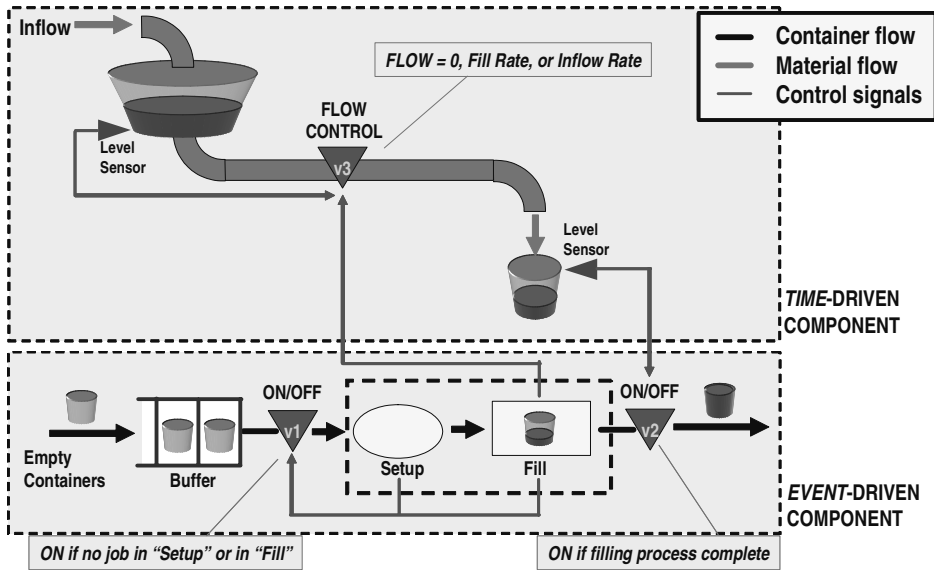 Inflow
FLOW = 0, Fill Rate, or Inflow Rate
Container flow
Material flow
Control signals
FLOW
CONTROL
v3
Level
Sensor
Level
Sensor
TIME-DRIVEN
COMPONENT
ON/OFF
v1
ON/OFF
v2
Empty
Containers
Buffer
Setup
Fill
EVENT-DRIVEN
COMPONENT
ON if no job in “Setup” or in “Fill”
ON if filling process complete